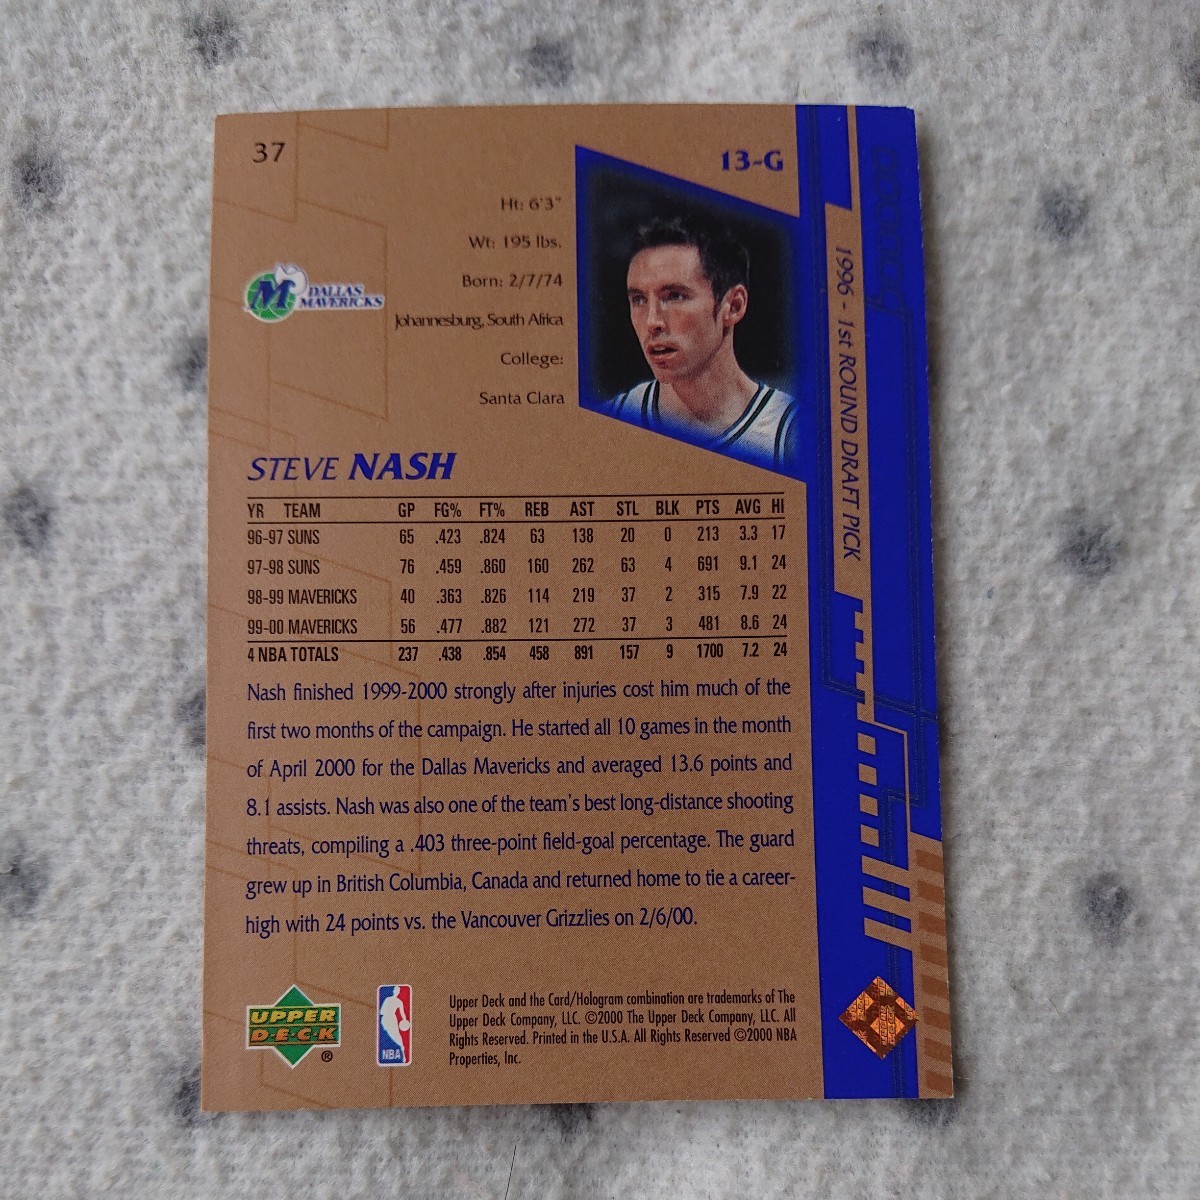 37
13-G
Ht: 6'3"
Wt: 195 lbs.
Born: 2/7/74
Johannesburg, South Africa
College:
Santa Clara
M DALLAS
MAVERICKS
1996 - 1st ROUND DRAFT PICK
STEVE NASH
YR TEAM GP FG% FT% REB AST STL BLK PTS AVG HI
96-97 SUNS 65 .423 .824 63 138 20 0 213 3.3 17
97-98 SUNS 76 .459 .860 160 262 63 4 691 9.1 24
98-99 MAVERICKS 40 .363 .826 114 219 37 2 315 7.9 22
99-00 MAVERICKS 56 .477 .882 121 272 37 3 481 8.6 24
4 NBA TOTALS 237 .438 .854 458 891 157 9 1700 7.2 24
Nash finished 1999-2000 strongly after injuries cost him much of the
first two months of the campaign. He started all 10 games in the month
of April 2000 for the Dallas Mavericks and averaged 13.6 points and
8.1 assists. Nash was also one of the team's best long-distance shooting
threats, compiling a .403 three-point field-goal percentage. The guard
grew up in British Columbia, Canada and returned home to tie a career-
high with 24 points vs. the Vancouver Grizzlies on 2/6/00.
UPPER
DECK
®
NBA
Upper Deck and the Card/Hologram combination are trademarks of The
Upper Deck Company, LLC. ©2000 The Upper Deck Company, LLC. All
Rights Reserved. Printed in the U.S.A. All Rights Reserved ©2000 NBA
Properties, Inc.